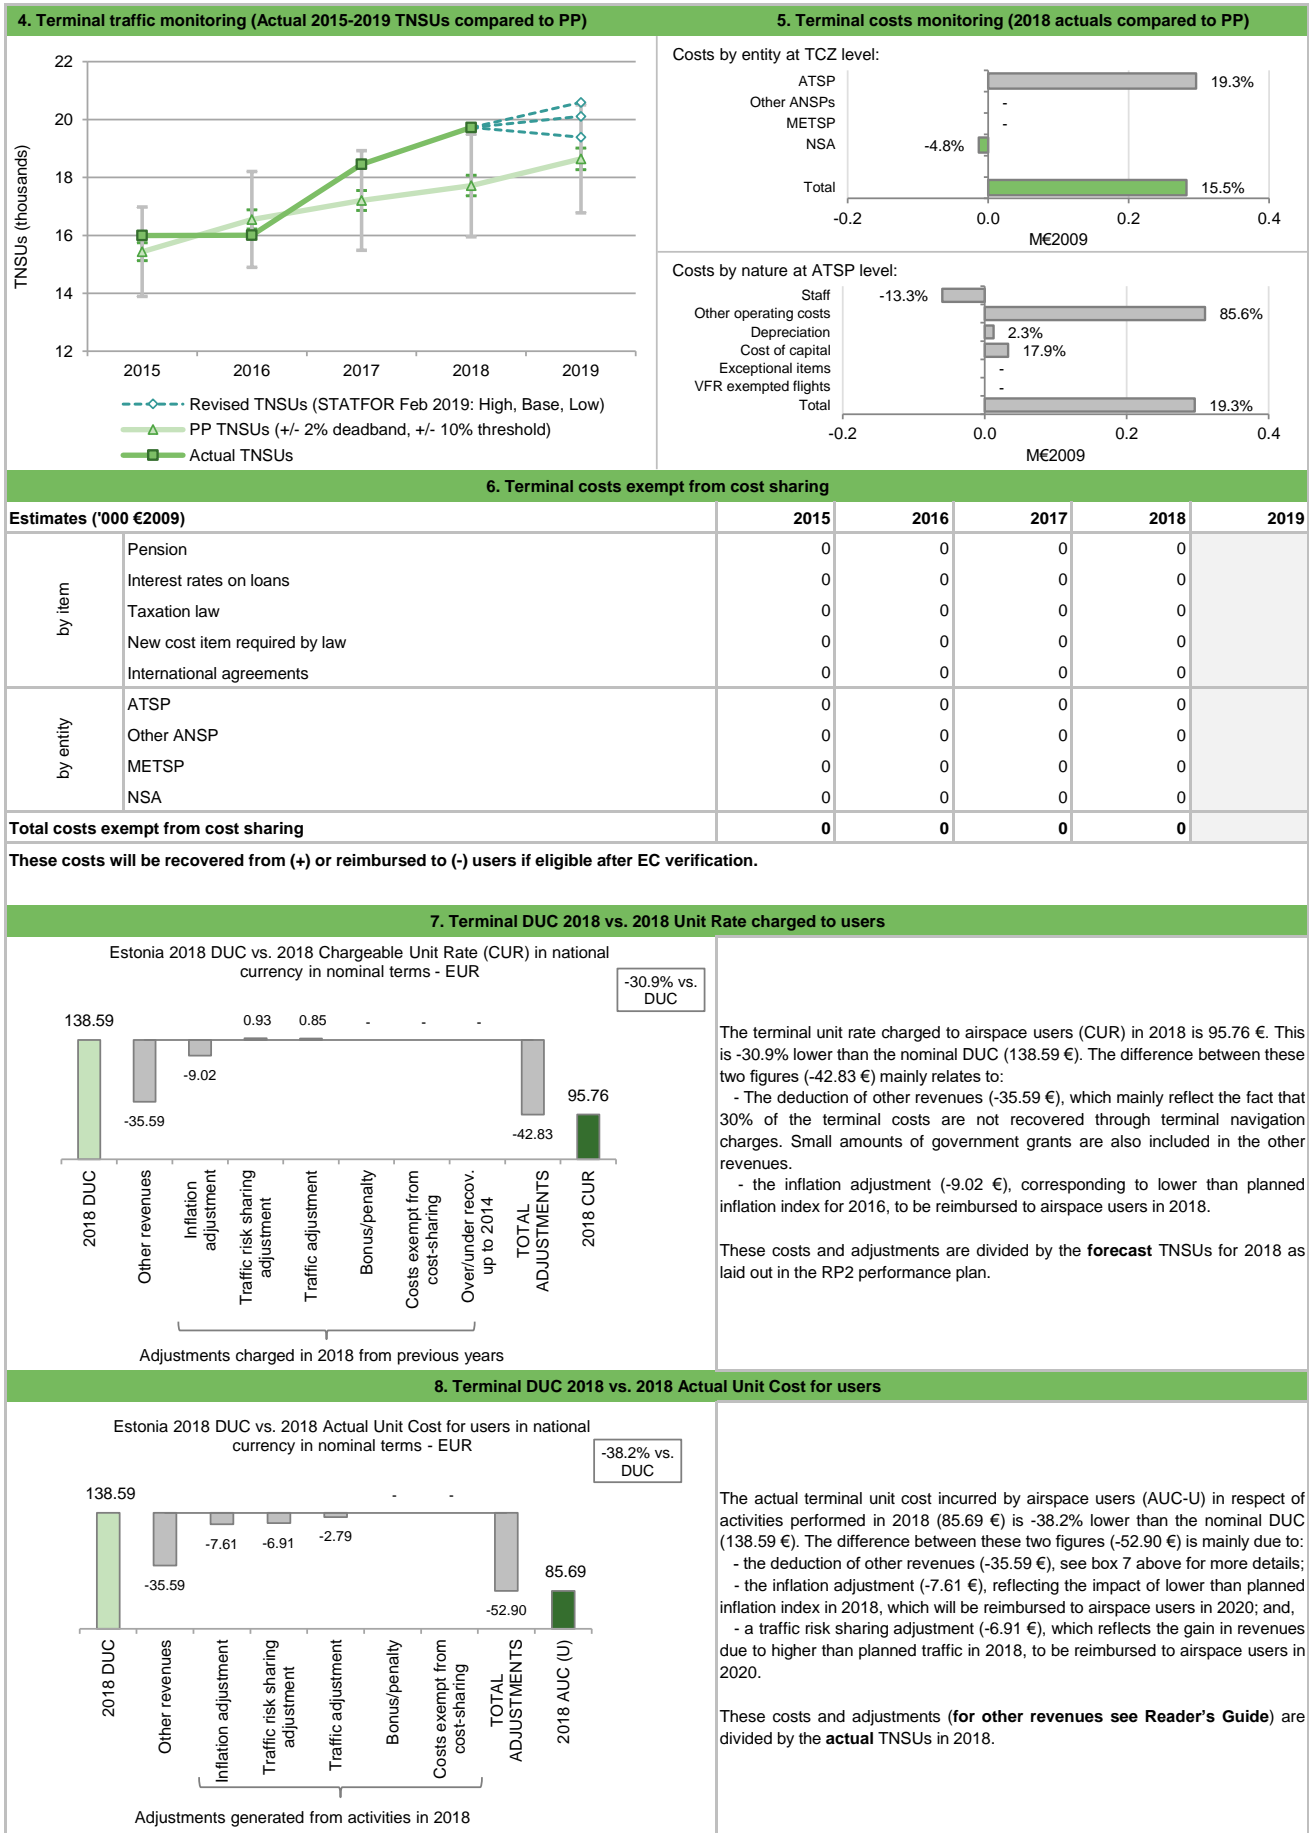 4. Terminal traffic monitoring (Actual 2015-2019 TNSUs compared to PP)
22
20
18
16
14
12
TNSUs (thousands)
2015 2016 2017 2018 2019
Revised TNSUs (STATFOR Feb 2019: High, Base, Low)
PP TNSUs (+/- 2% deadband, +/- 10% threshold)
Actual TNSUs
5. Terminal costs monitoring (2018 actuals compared to PP)
Costs by entity at TCZ level:
ATSP 19.3%
Other ANSPs -
METSP -
NSA -4.8%
Total 15.5%
-0.2 0.0 0.2 0.4
M€2009
Costs by nature at ATSP level:
Staff -13.3%
Other operating costs 85.6%
Depreciation 2.3%
Cost of capital 17.9%
Exceptional items -
VFR exempted flights -
Total 19.3%
-0.2 0.0 0.2 0.4
M€2009
6. Terminal costs exempt from cost sharing
Estimates ('000 €2009) 2015 2016 2017 2018 2019
by item
Pension 0 0 0 0
Interest rates on loans 0 0 0 0
Taxation law 0 0 0 0
New cost item required by law 0 0 0 0
International agreements 0 0 0 0
by entity
ATSP 0 0 0 0
Other ANSP 0 0 0 0
METSP 0 0 0 0
NSA 0 0 0 0
Total costs exempt from cost sharing 0 0 0 0
These costs will be recovered from (+) or reimbursed to (-) users if eligible after EC verification.
7. Terminal DUC 2018 vs. 2018 Unit Rate charged to users
Estonia 2018 DUC vs. 2018 Chargeable Unit Rate (CUR) in national
currency in nominal terms - EUR
-30.9% vs.
DUC
138.59
-35.59
-9.02
0.93
0.85
-
-
-
-42.83
95.76
2018 DUC
Other revenues
Inflation
adjustment
Traffic risk sharing
adjustment
Traffic adjustment
Bonus/penalty
Costs exempt from
cost-sharing
Over/under recov.
up to 2014
TOTAL
ADJUSTMENTS
2018 CUR
Adjustments charged in 2018 from previous years
The terminal unit rate charged to airspace users (CUR) in 2018 is 95.76 €. This
is -30.9% lower than the nominal DUC (138.59 €). The difference between these
two figures (-42.83 €) mainly relates to:
- The deduction of other revenues (-35.59 €), which mainly reflect the fact that
30% of the terminal costs are not recovered through terminal navigation
charges. Small amounts of government grants are also included in the other
revenues.
- the inflation adjustment (-9.02 €), corresponding to lower than planned
inflation index for 2016, to be reimbursed to airspace users in 2018.
These costs and adjustments are divided by the forecast TNSUs for 2018 as
laid out in the RP2 performance plan.
8. Terminal DUC 2018 vs. 2018 Actual Unit Cost for users
Estonia 2018 DUC vs. 2018 Actual Unit Cost for users in national
currency in nominal terms - EUR
-38.2% vs.
DUC
138.59
-35.59
-7.61
-6.91
-2.79
-
-
-52.90
85.69
2018 DUC
Other revenues
Inflation adjustment
Traffic risk sharing
adjustment
Traffic adjustment
Bonus/penalty
Costs exempt from
cost-sharing
TOTAL
ADJUSTMENTS
2018 AUC (U)
Adjustments generated from activities in 2018
The actual terminal unit cost incurred by airspace users (AUC-U) in respect of
activities performed in 2018 (85.69 €) is -38.2% lower than the nominal DUC
(138.59 €). The difference between these two figures (-52.90 €) is mainly due to:
- the deduction of other revenues (-35.59 €), see box 7 above for more details;
- the inflation adjustment (-7.61 €), reflecting the impact of lower than planned
inflation index in 2018, which will be reimbursed to airspace users in 2020; and,
- a traffic risk sharing adjustment (-6.91 €), which reflects the gain in revenues
due to higher than planned traffic in 2018, to be reimbursed to airspace users in
2020.
These costs and adjustments (for other revenues see Reader's Guide) are
divided by the actual TNSUs in 2018.